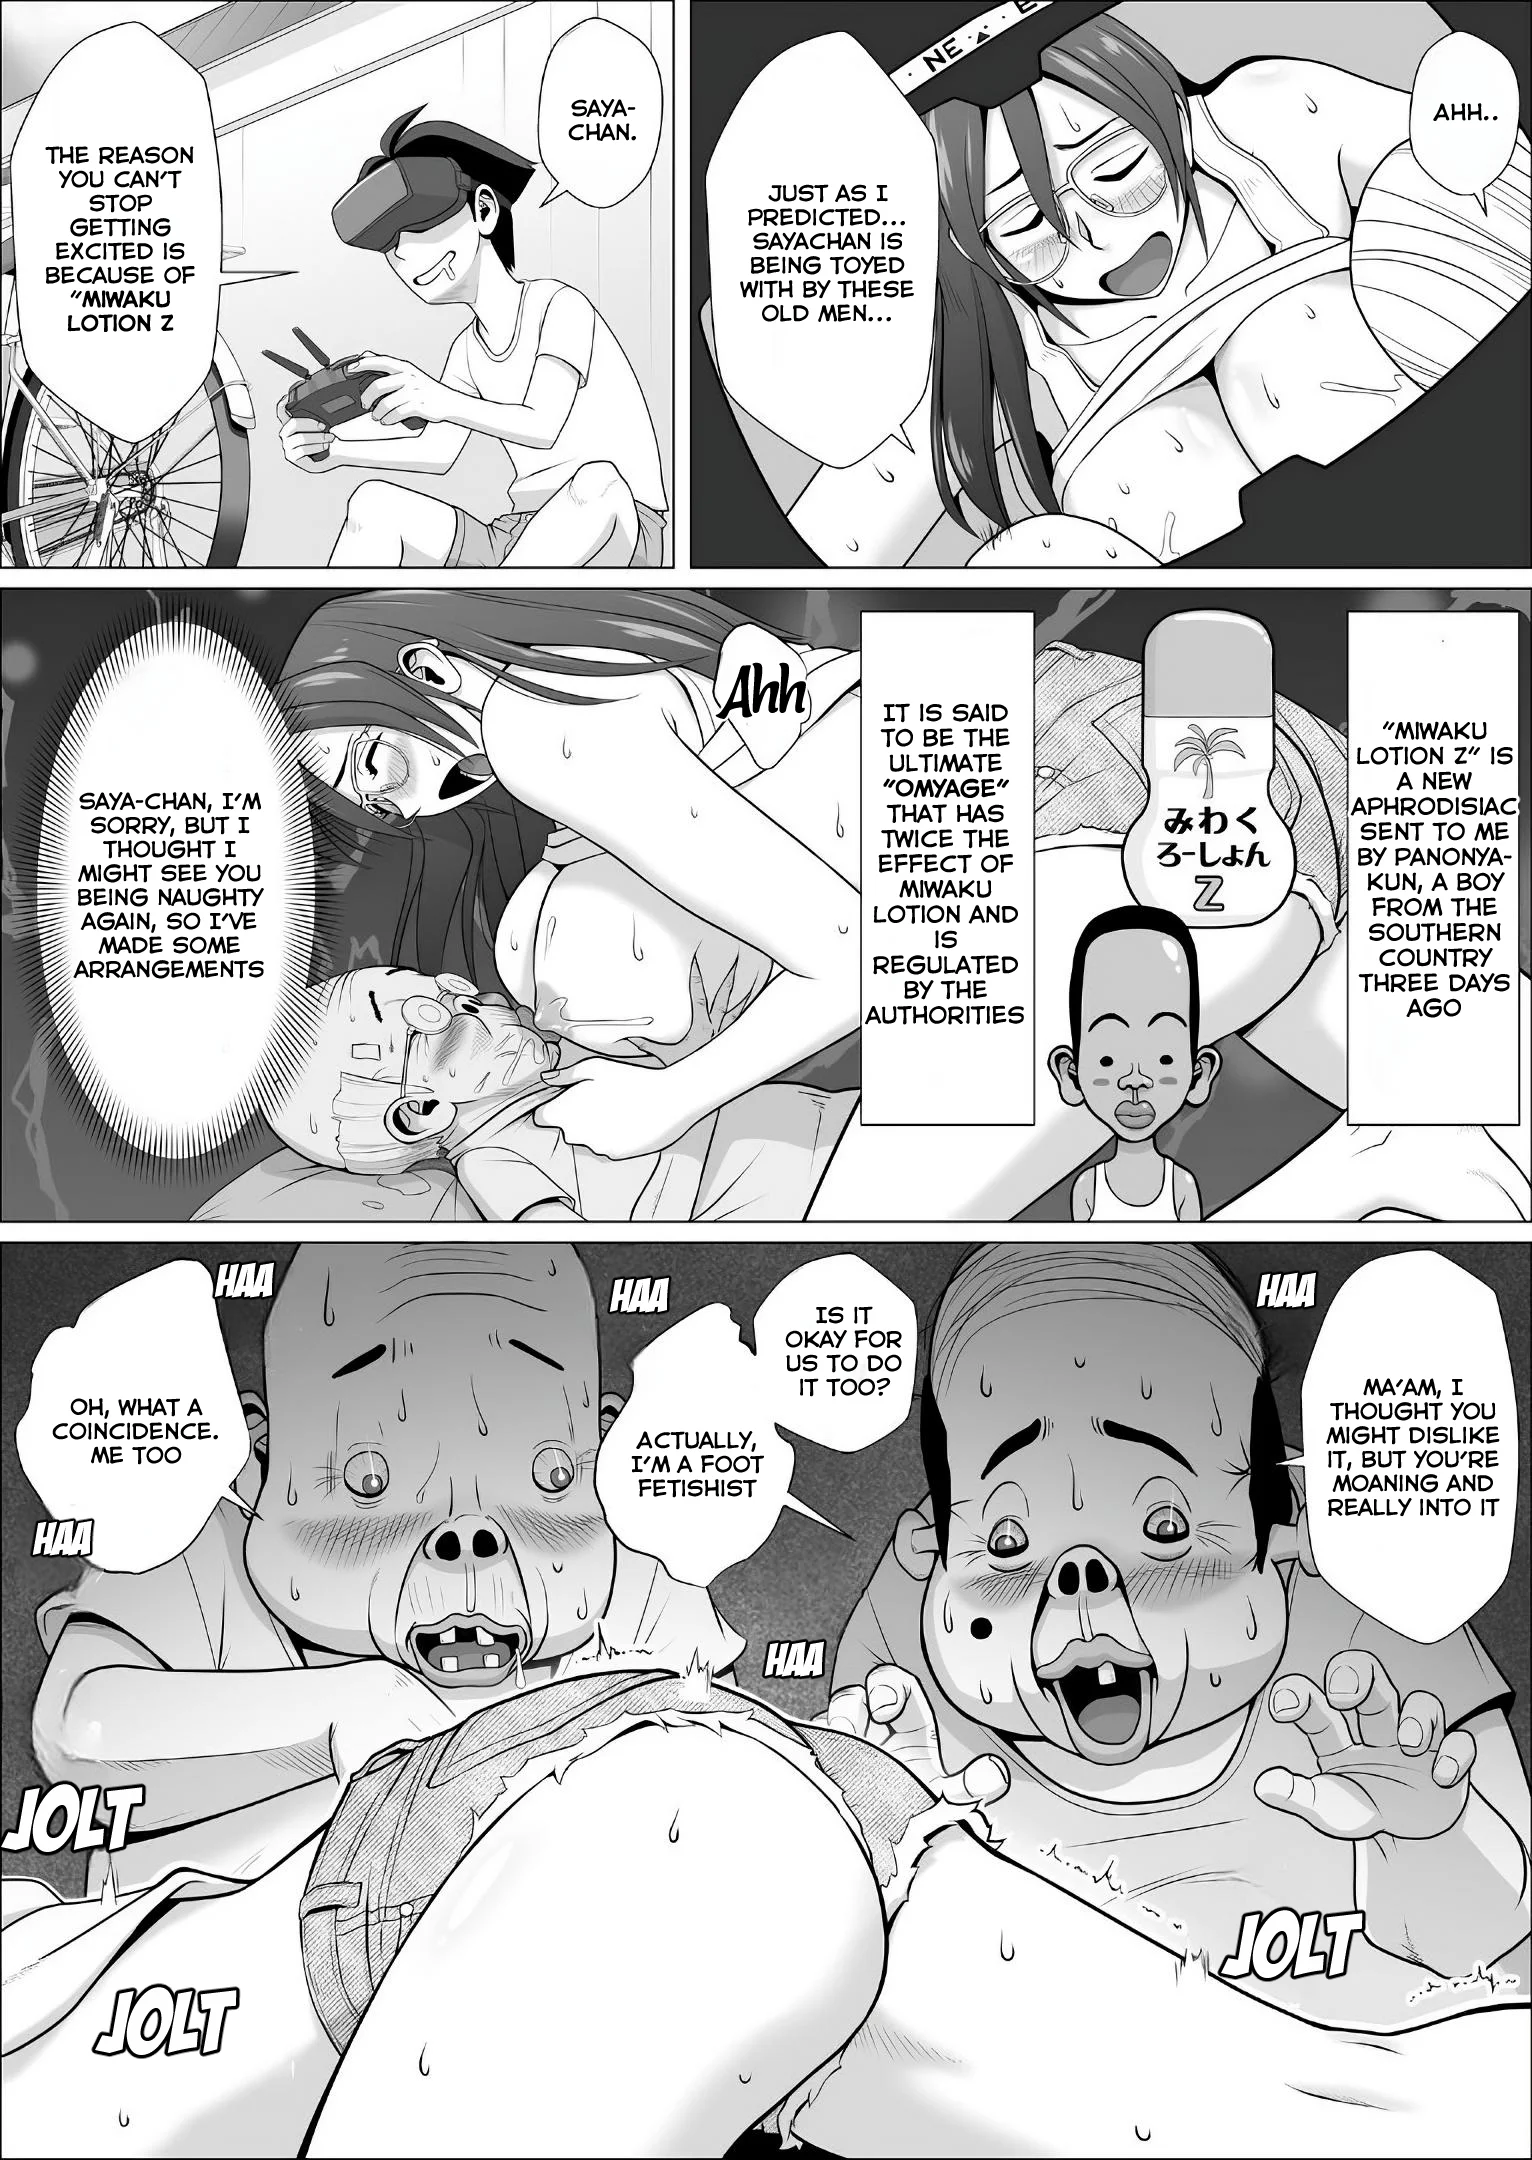 AHH..
NE
JUST AS I
PREDICTED...
SAYACHAN IS
BEING TOYED
WITH BY THESE
OLD MEN...
SAYA-
CHAN.
THE REASON
YOU CAN'T
STOP
GETTING
EXCITED IS
BECAUSE OF
"MIWAKU
LOTION Z
"MIWAKU
LOTION Z" IS
A NEW
APHRODISIAC
SENT TO ME
BY PANONYA-
KUN, A BOY
FROM THE
SOUTHERN
COUNTRY
THREE DAYS
AGO
みわく
ろーしょん
Z
IT IS SAID
TO BE THE
ULTIMATE
"OMYAGE"
THAT HAS
TWICE THE
EFFECT OF
MIWAKU
LOTION AND
IS
REGULATED
BY THE
AUTHORITIES
Ahh
SAYA-CHAN, I'M
SORRY, BUT I
THOUGHT I
MIGHT SEE YOU
BEING NAUGHTY
AGAIN, SO I'VE
MADE SOME
ARRANGEMENTS
HAA
MA'AM, I
THOUGHT YOU
MIGHT DISLIKE
IT, BUT YOU'RE
MOANING AND
REALLY INTO IT
IS IT
OKAY FOR
US TO DO
IT TOO?
ACTUALLY,
I'M A FOOT
FETISHIST
HAA
HAA
OH, WHAT A
COINCIDENCE.
ME TOO
HAA
HAA
JOLT
JOLT
JOLT